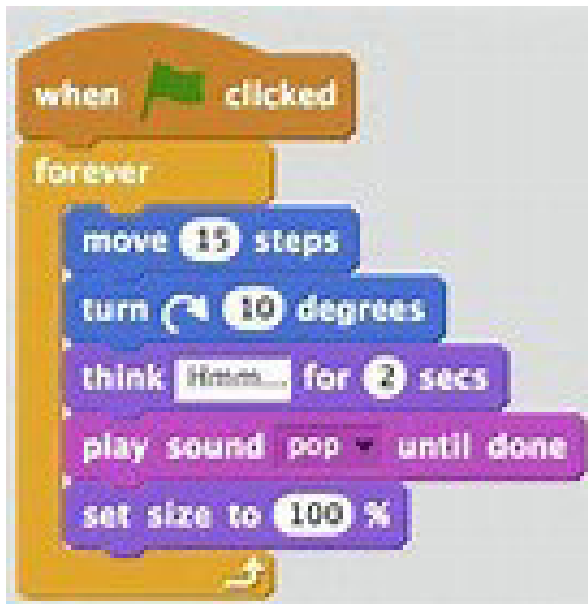 when clicked
forever
move 15 steps
turn 10 degrees
think Hmm... for 2 secs
play sound pop until done
set size to 100 %